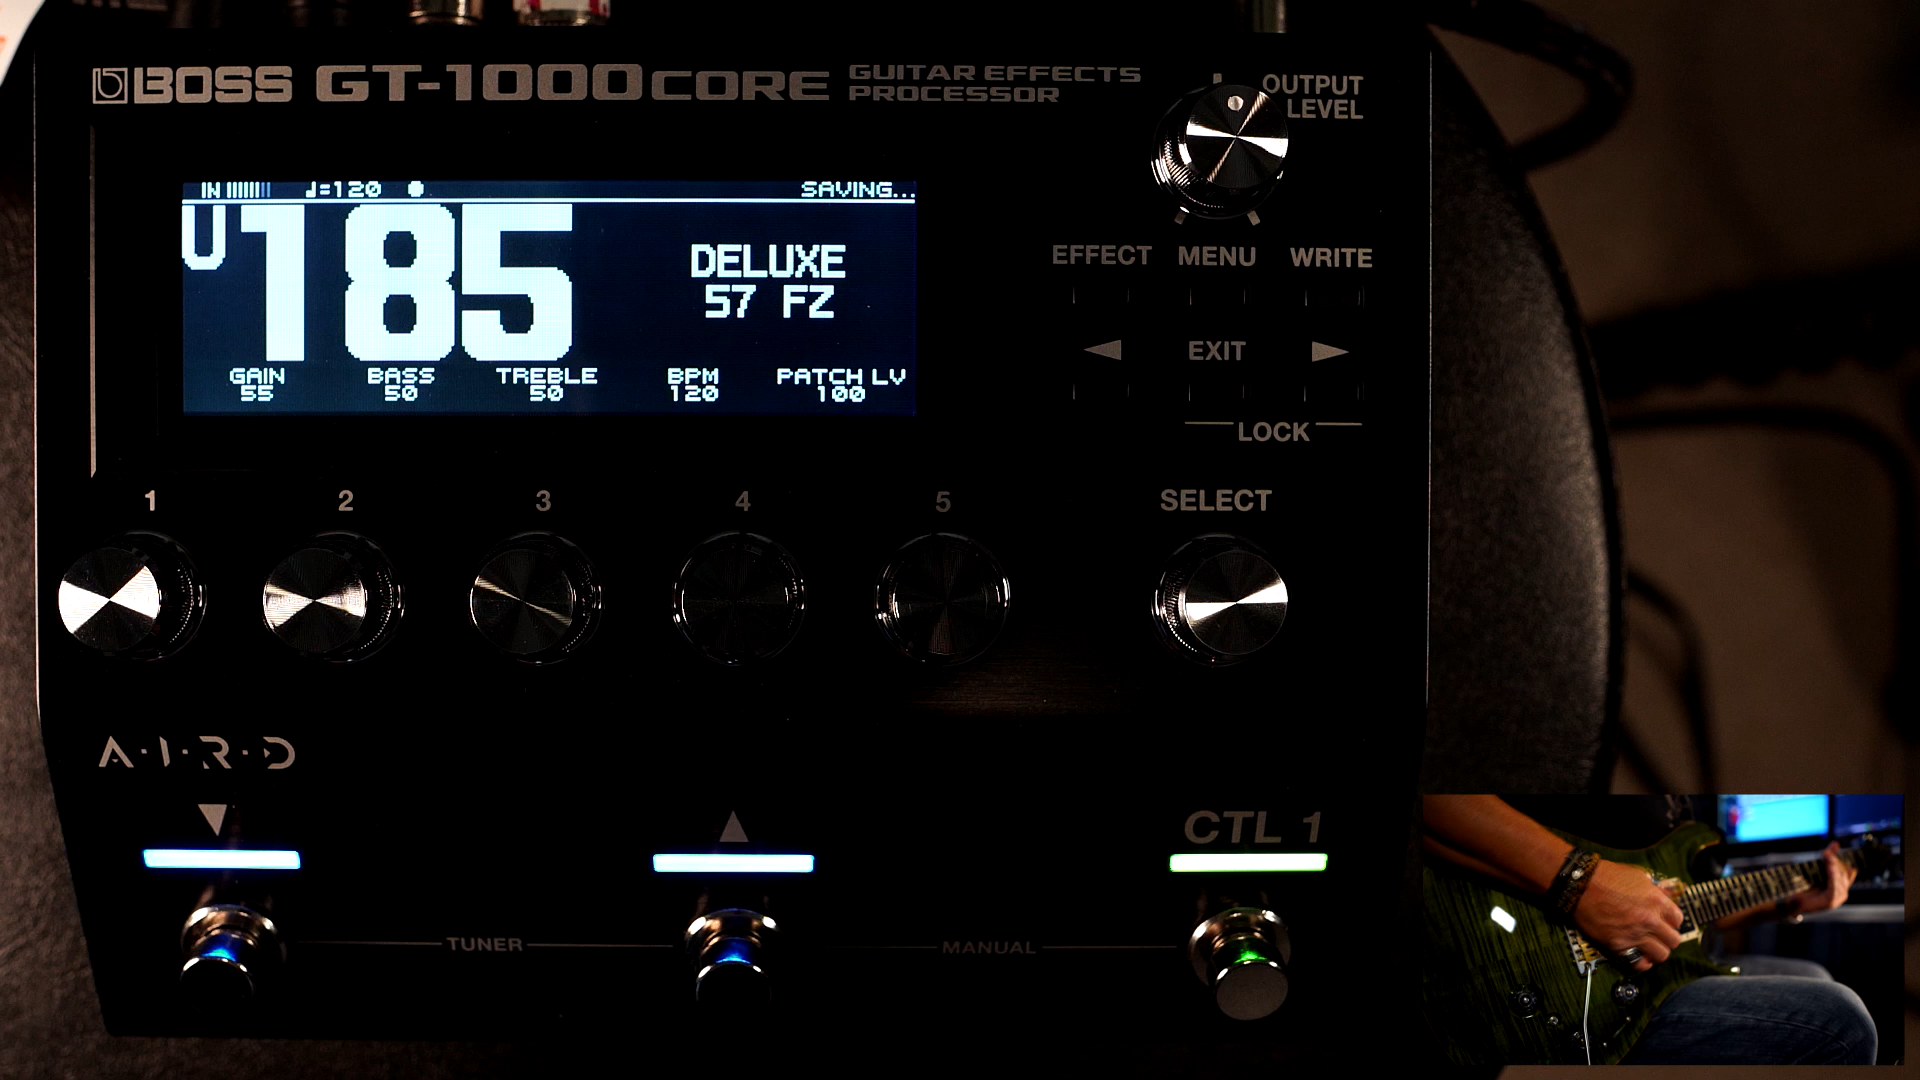 BOSS GT-1000CORE GUITAR EFFECTS
PROCESSOR
OUTPUT
LEVEL
IN ♩=120 SAVING...
U185
DELUXE
57 FZ
GAIN BASS TREBLE BPM PATCH LV
55 50 50 120 100
EFFECT MENU WRITE
EXIT
LOCK
1 2 3 4 5 SELECT
A·I·R·D
CTL 1
TUNER MANUAL